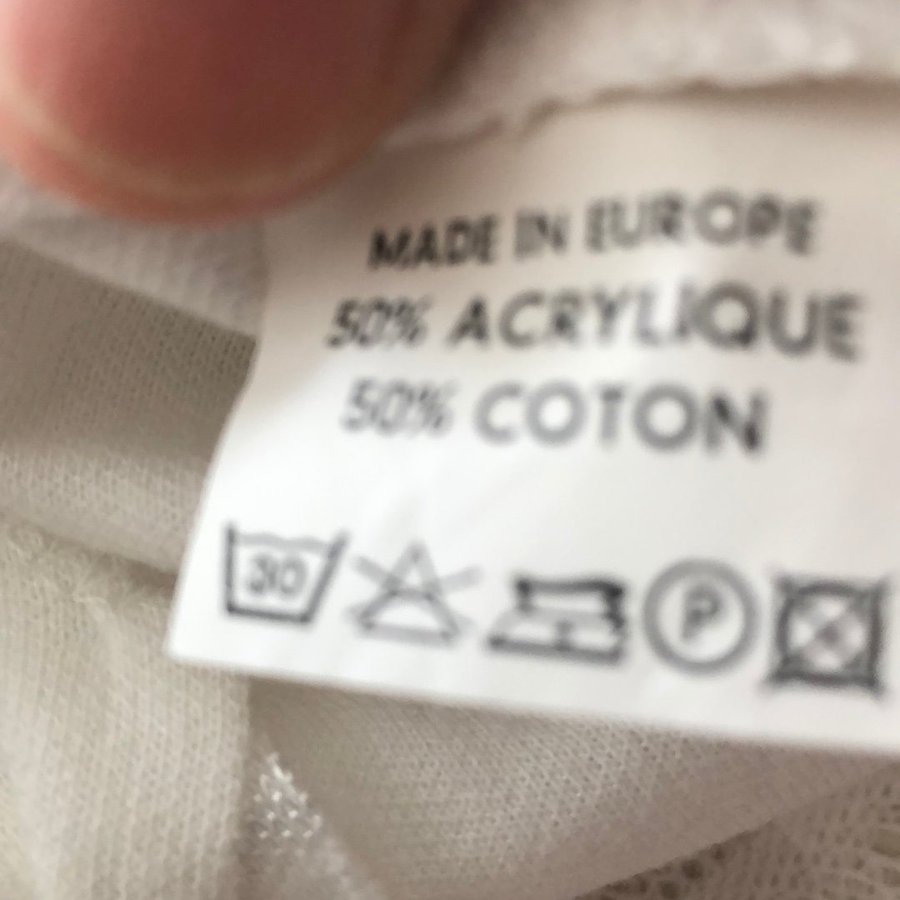 MADE IN EUROPE
50% ACRYLIQUE
50% COTON
30 P